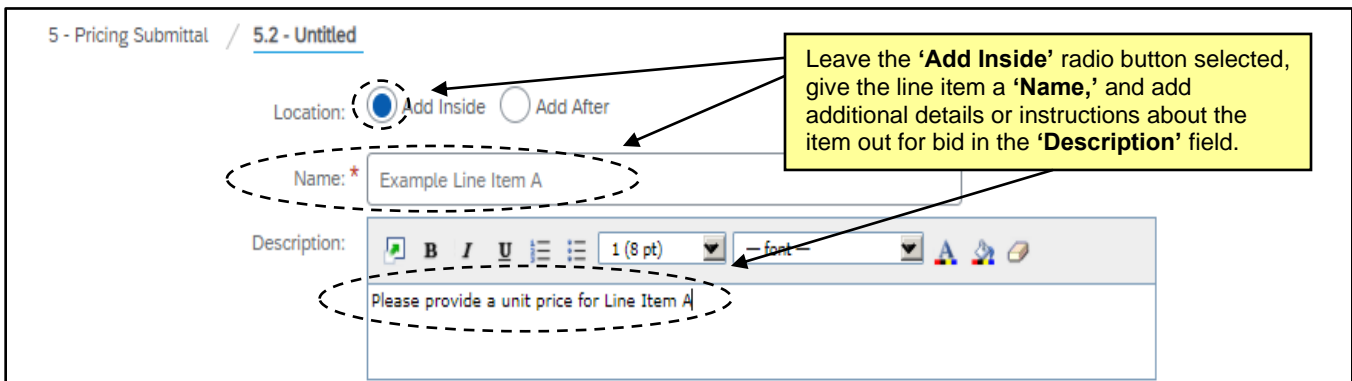 5 - Pricing Submittal / 5.2 - Untitled
Leave the ‘Add Inside’ radio button selected,
give the line item a ‘Name,’ and add
additional details or instructions about the
item out for bid in the ‘Description’ field.
Location: Add Inside Add After
Name: * Example Line Item A
Description:
B I U 1 (8 pt) — font — A
Please provide a unit price for Line Item A